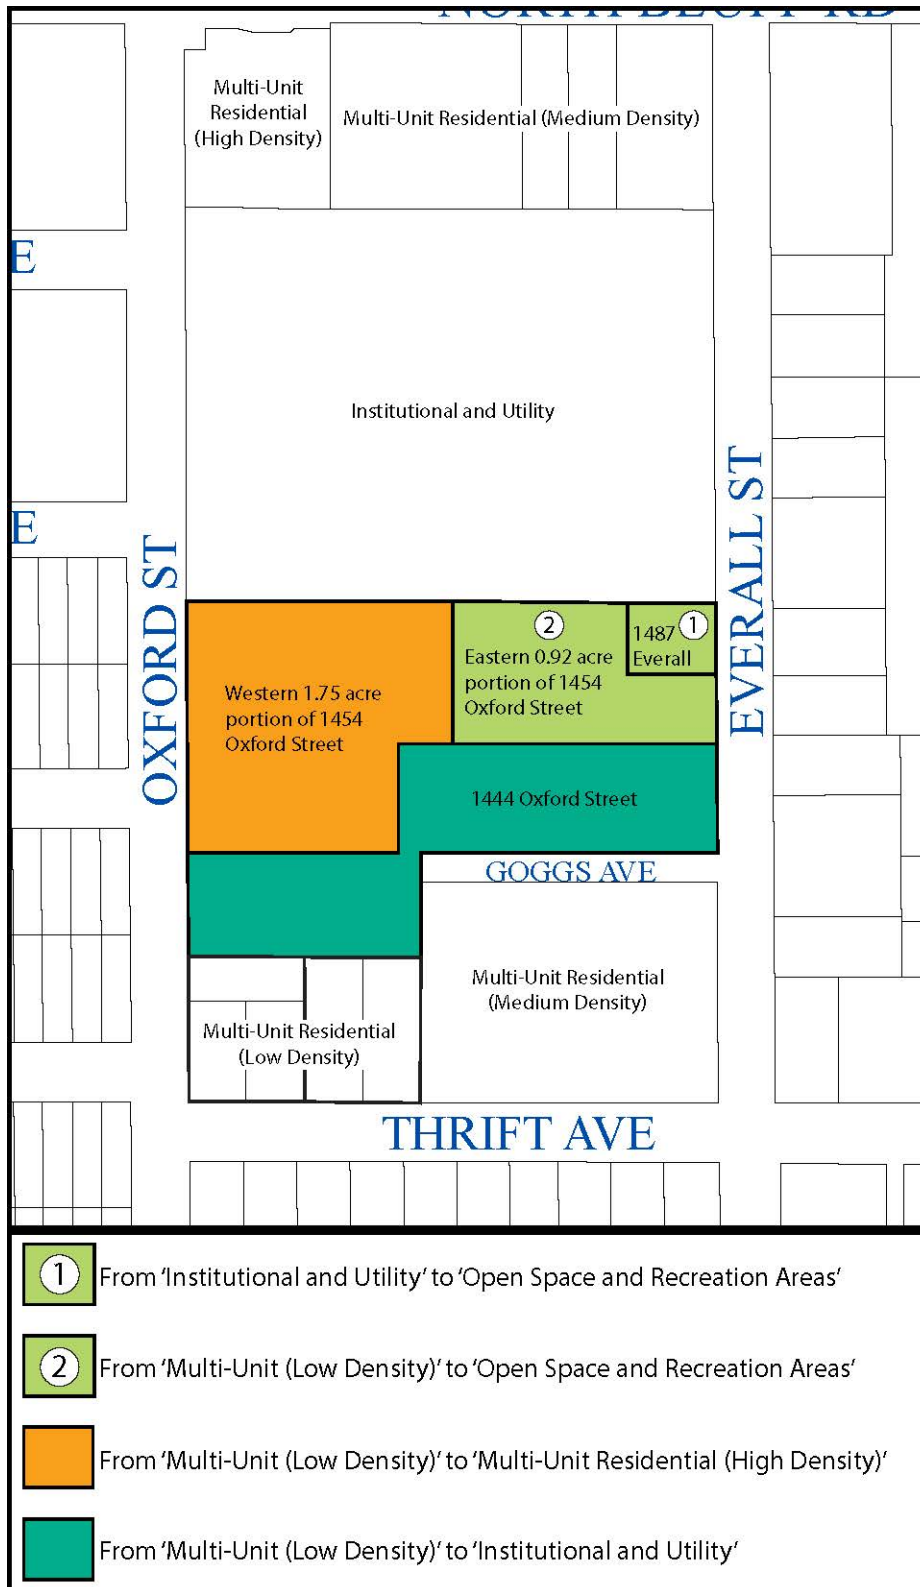 NORTH BLUFF RD
Multi-Unit
Residential
(High Density)
Multi-Unit Residential (Medium Density)
E
Institutional and Utility
E
OXFORD ST
EVERALL ST
2
1
1487
Everall
Eastern 0.92 acre
portion of 1454
Oxford Street
Western 1.75 acre
portion of 1454
Oxford Street
1444 Oxford Street
GOGGS AVE
Multi-Unit Residential
(Medium Density)
Multi-Unit Residential
(Low Density)
THRIFT AVE
1 From 'Institutional and Utility' to 'Open Space and Recreation Areas'
2 From 'Multi-Unit (Low Density)' to 'Open Space and Recreation Areas'
From 'Multi-Unit (Low Density)' to 'Multi-Unit Residential (High Density)'
From 'Multi-Unit (Low Density)' to 'Institutional and Utility'